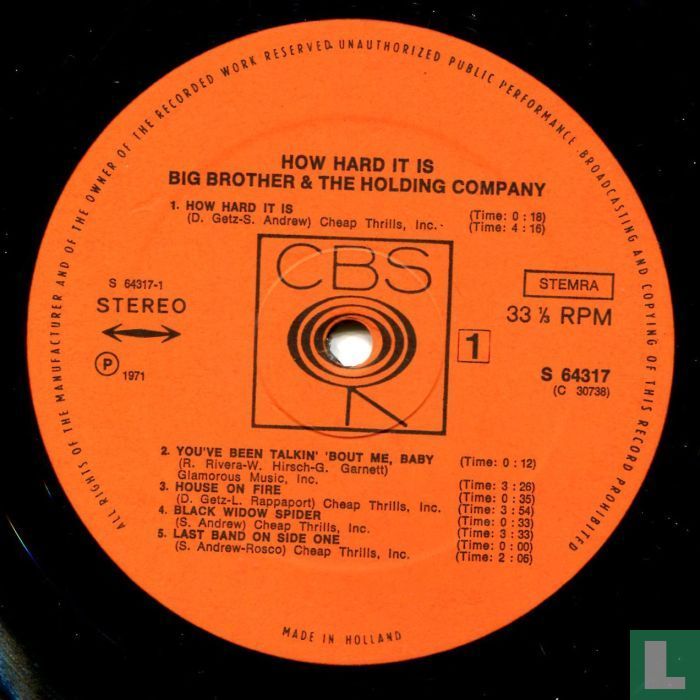 ALL RIGHTS OF THE MANUFACTURER AND OF THE OWNER OF THE RECORDED WORK RESERVED. UNAUTHORIZED PUBLIC PERFORMANCE, BROADCASTING AND COPYING OF THIS RECORD PROHIBITED
HOW HARD IT IS
BIG BROTHER & THE HOLDING COMPANY
1. HOW HARD IT IS (Time: 0 : 18)
(D. Getz-S. Andrew) Cheap Thrills, Inc. (Time: 4 : 16)
CBS
S 64317-1
STEREO
P 1971
STEMRA
33 ⅓ RPM
1
S 64317
(C 30738)
2. YOU'VE BEEN TALKIN' 'BOUT ME, BABY (Time: 0 : 12)
(R. Rivera-W. Hirsch-G. Garnett)
Glamorous Music, Inc. (Time: 3 : 26)
3. HOUSE ON FIRE (Time: 0 : 35)
(D. Getz-L. Rappaport) Cheap Thrills, Inc. (Time: 3 : 54)
4. BLACK WIDOW SPIDER (Time: 0 : 33)
(S. Andrew) Cheap Thrills, Inc. (Time: 3 : 33)
5. LAST BAND ON SIDE ONE (Time: 0 : 00)
(S. Andrew-Rosco) Cheap Thrills, Inc. (Time: 2 : 06)
MADE IN HOLLAND
L